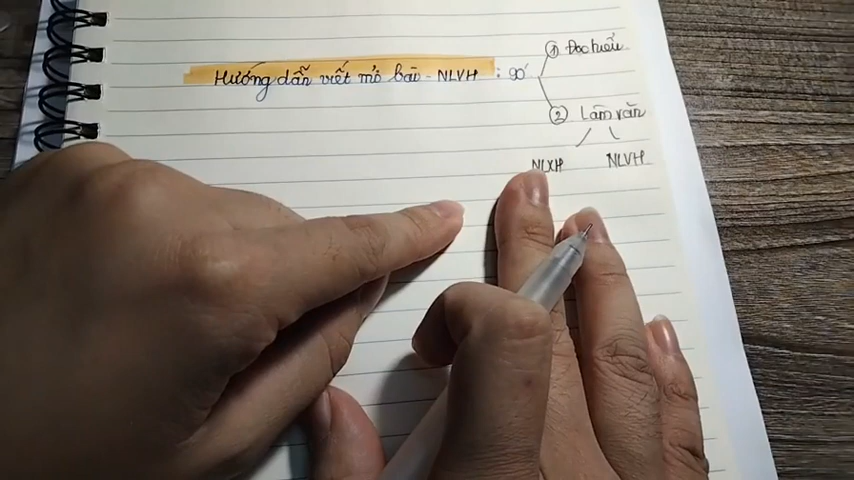 Hướng dẫn viết mở bài - NLVH : 90'
① Đọc hiểu
② Làm văn
NLXH NLVH